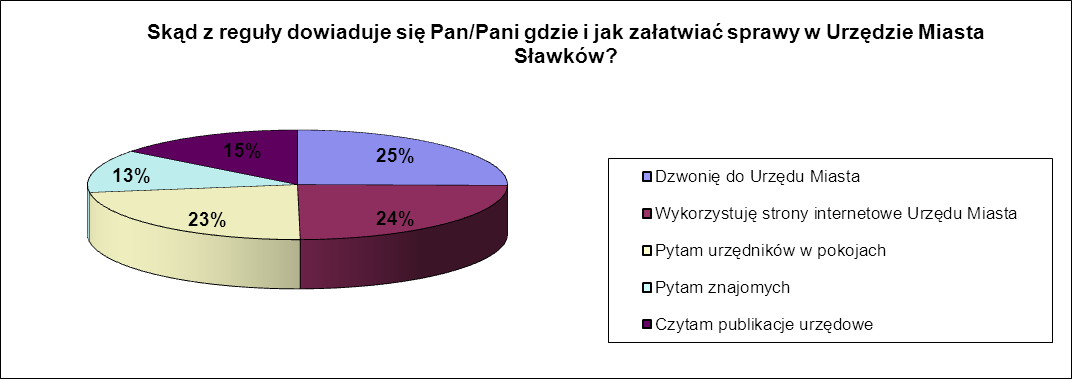 Skąd z reguły dowiaduje się Pan/Pani gdzie i jak załatwiać sprawy w Urzędzie Miasta
Sławków?
15%
25%
13%
23%
24%
Dzwonię do Urzędu Miasta
Wykorzystuję strony internetowe Urzędu Miasta
Pytam urzędników w pokojach
Pytam znajomych
Czytam publikacje urzędowe